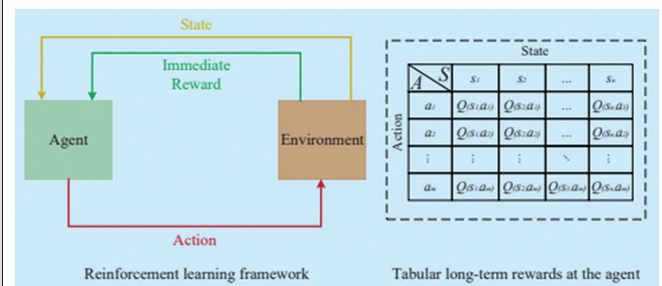 State
Immediate
Reward
Agent
Environment
Action
Reinforcement learning framework
State
Action
A S s1 s2 ... sn
a1 Q(s1,a1) Q(s2,a1) ... Q(sn,a1)
a2 Q(s1,a2) Q(s2,a2) ... Q(sn,a2)
⋮ ⋮ ⋮ ⋱ ⋮
am Q(s1,am) Q(s2,am) Q(s3,am) Q(sn,am)
Tabular long-term rewards at the agent